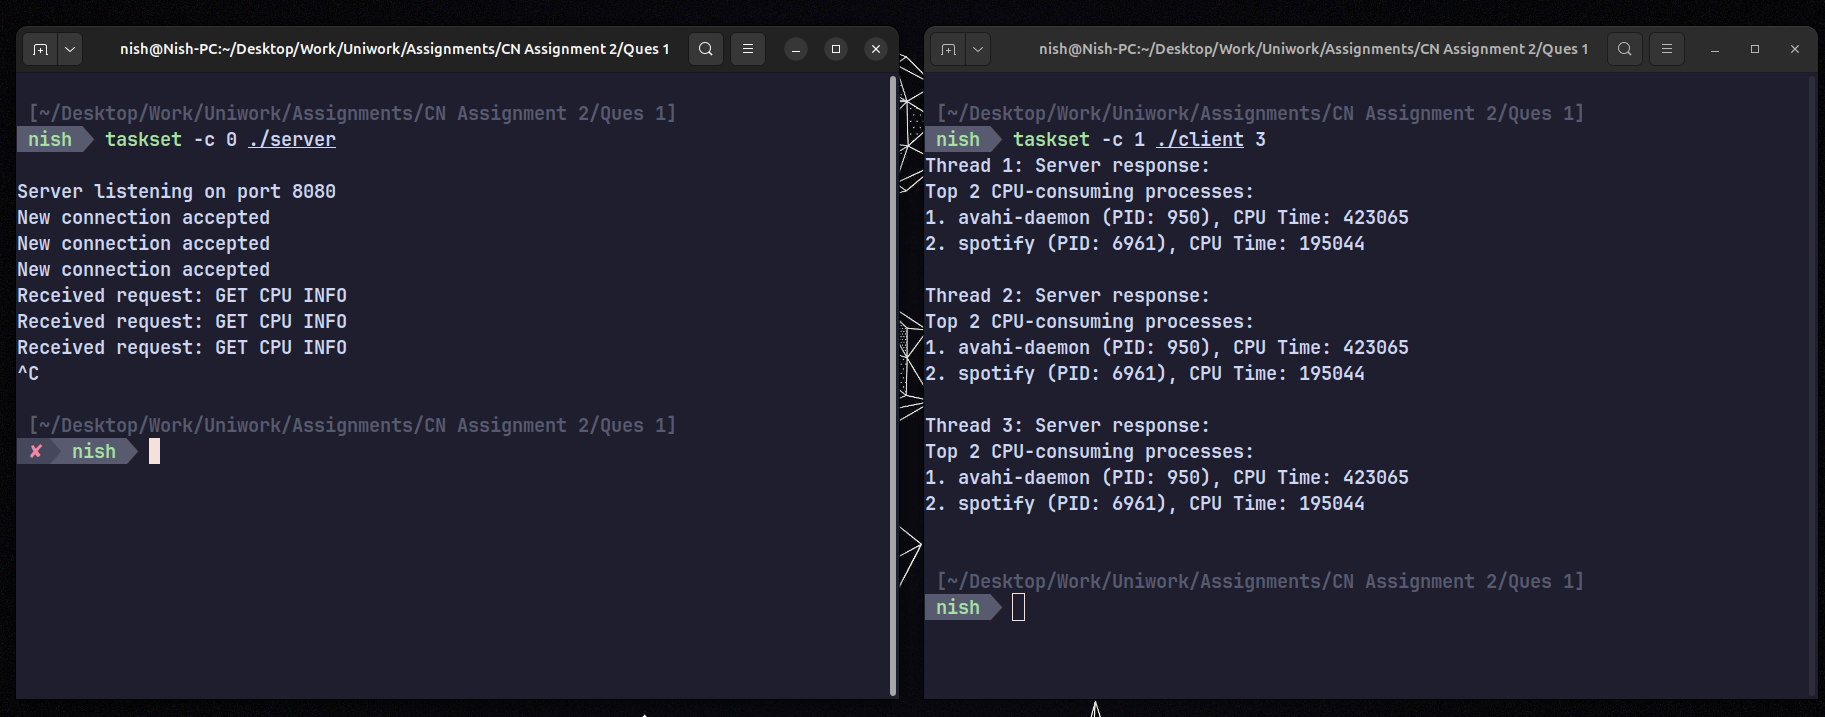 nish@Nish-PC:~/Desktop/Work/Uniwork/Assignments/CN Assignment 2/Ques 1
[~/Desktop/Work/Uniwork/Assignments/CN Assignment 2/Ques 1]
nish taskset -c 0 ./server
Server listening on port 8080
New connection accepted
New connection accepted
New connection accepted
Received request: GET CPU INFO
Received request: GET CPU INFO
Received request: GET CPU INFO
^C
[~/Desktop/Work/Uniwork/Assignments/CN Assignment 2/Ques 1]
✘ nish
nish@Nish-PC:~/Desktop/Work/Uniwork/Assignments/CN Assignment 2/Ques 1
[~/Desktop/Work/Uniwork/Assignments/CN Assignment 2/Ques 1]
nish taskset -c 1 ./client 3
Thread 1: Server response:
Top 2 CPU-consuming processes:
1. avahi-daemon (PID: 950), CPU Time: 423065
2. spotify (PID: 6961), CPU Time: 195044
Thread 2: Server response:
Top 2 CPU-consuming processes:
1. avahi-daemon (PID: 950), CPU Time: 423065
2. spotify (PID: 6961), CPU Time: 195044
Thread 3: Server response:
Top 2 CPU-consuming processes:
1. avahi-daemon (PID: 950), CPU Time: 423065
2. spotify (PID: 6961), CPU Time: 195044
[~/Desktop/Work/Uniwork/Assignments/CN Assignment 2/Ques 1]
nish